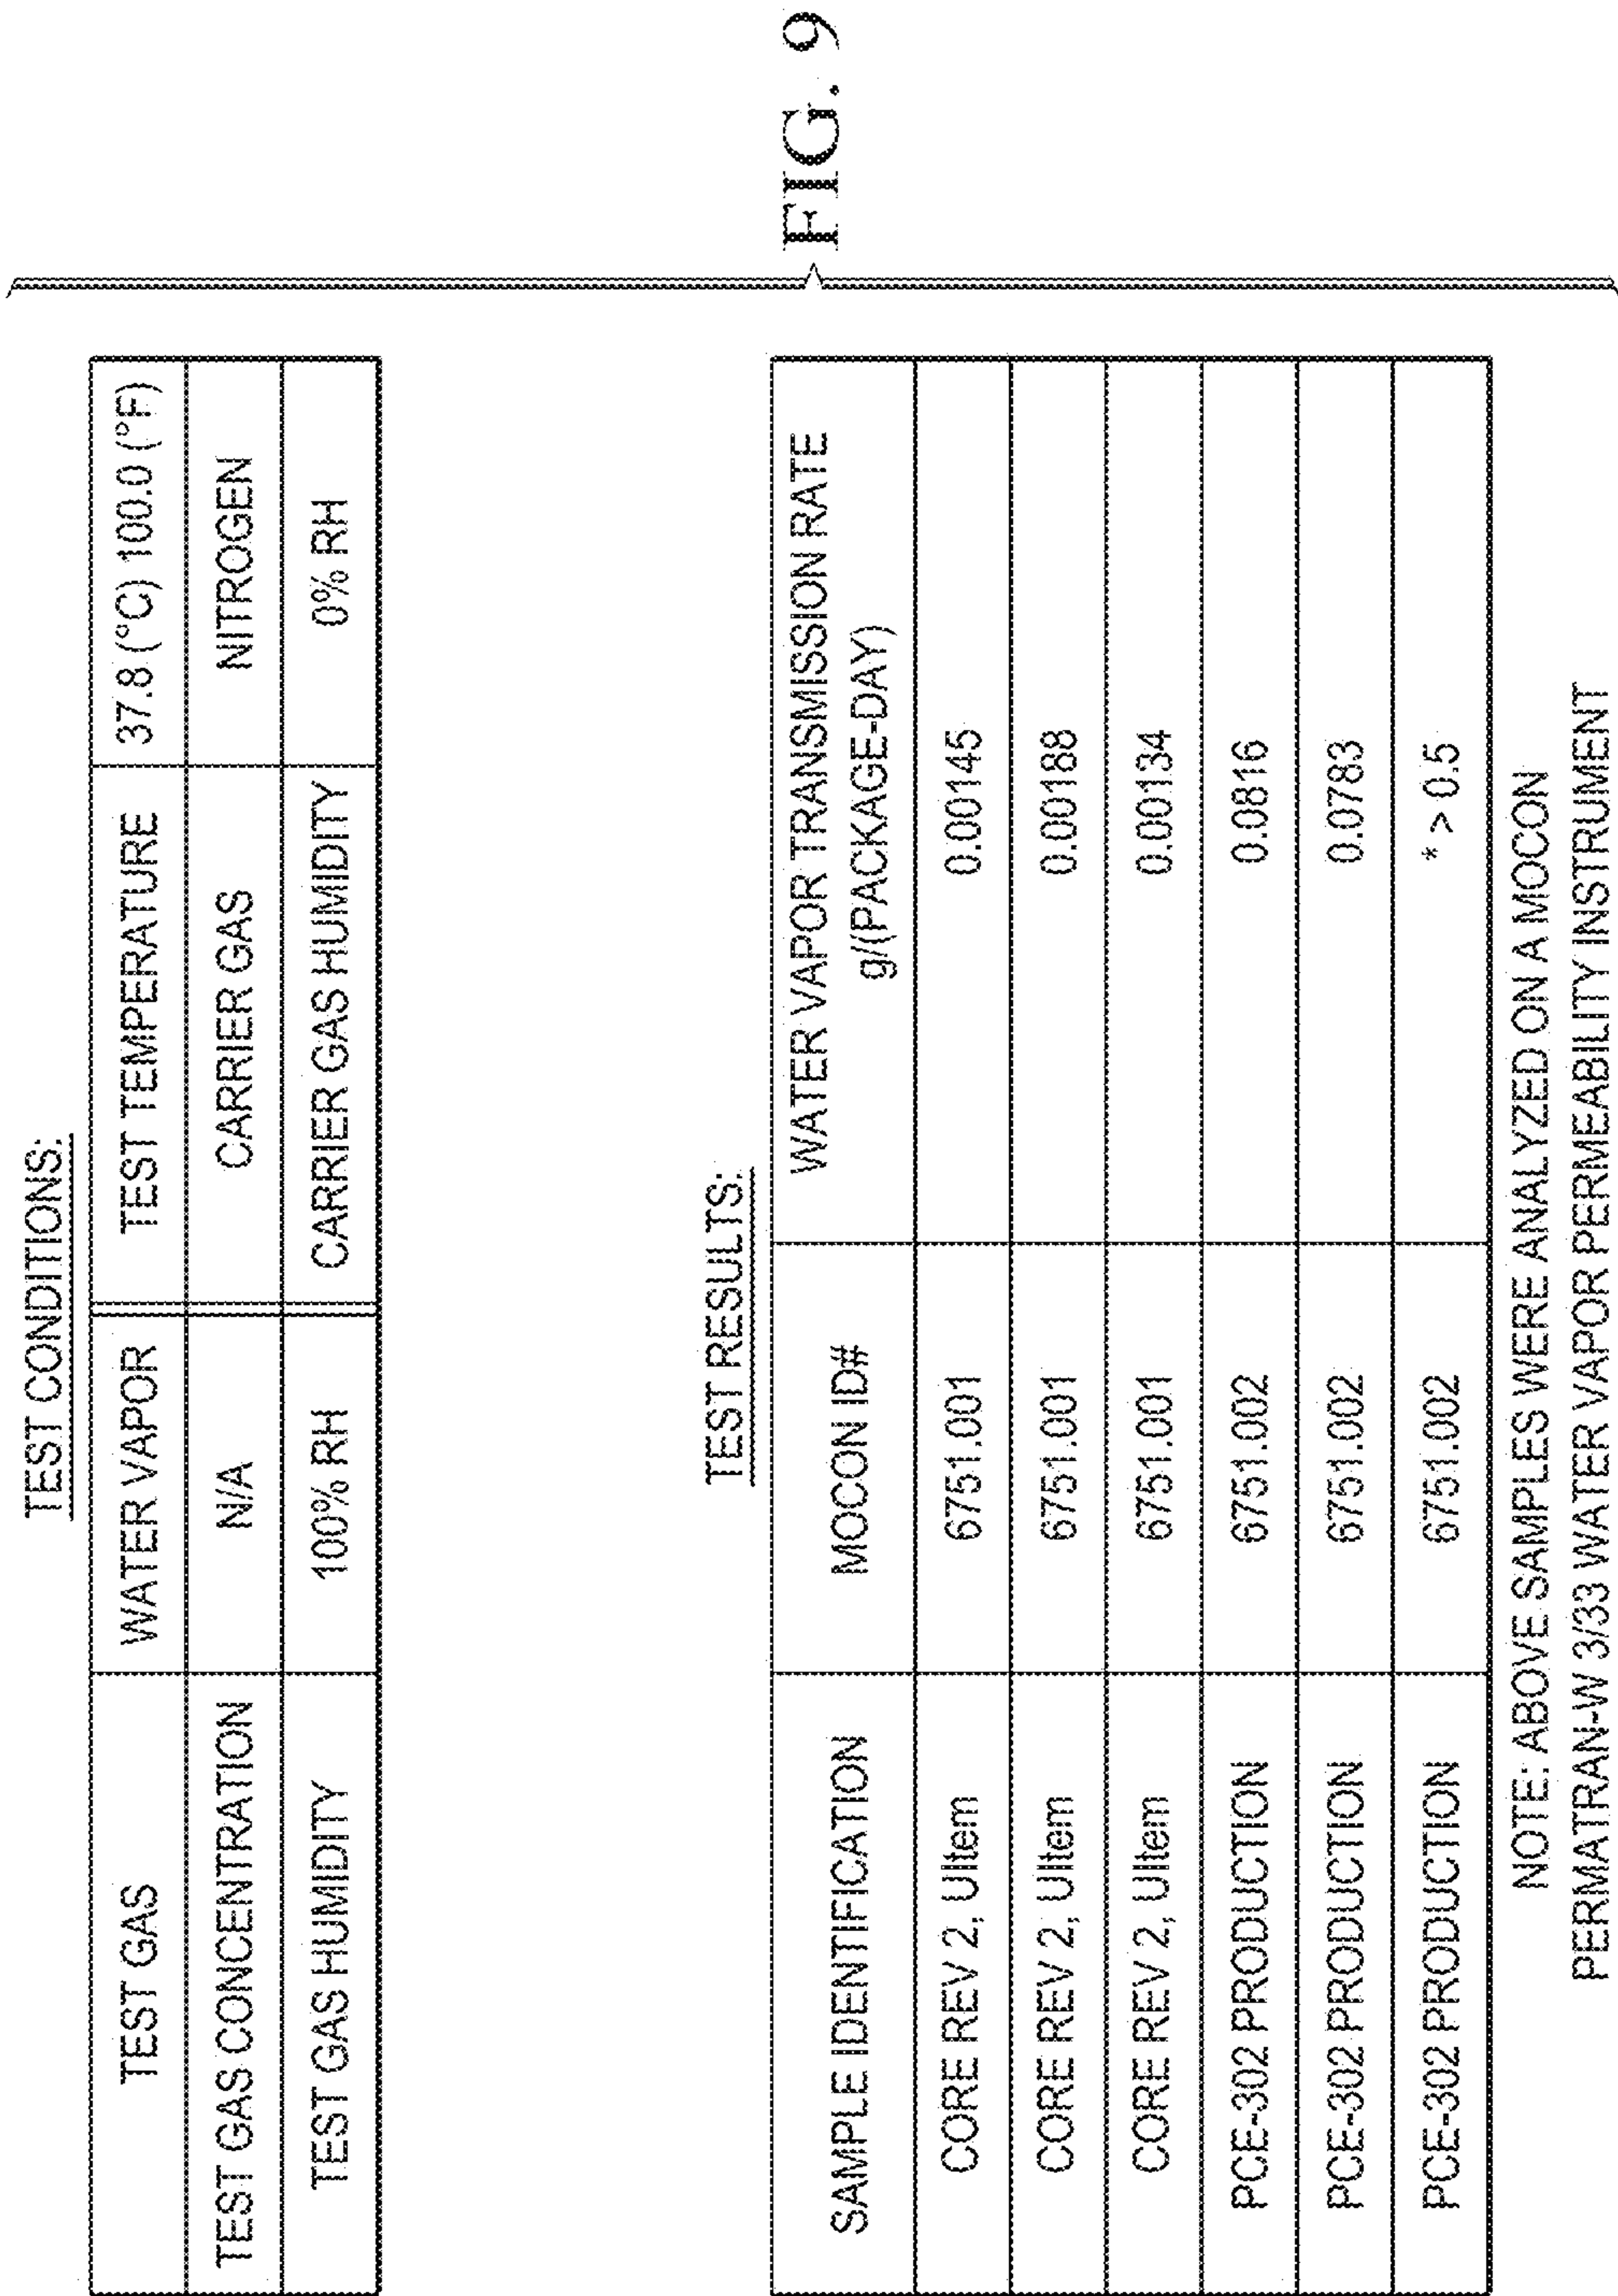 TEST CONDITIONS:
TEST GAS WATER VAPOR TEST TEMPERATURE 37.8 (°C) 100.0 (°F)
TEST GAS CONCENTRATION N/A CARRIER GAS NITROGEN
TEST GAS HUMIDITY 100% RH CARRIER GAS HUMIDITY 0% RH
TEST RESULTS:
SAMPLE IDENTIFICATION MOCON ID# WATER VAPOR TRANSMISSION RATE
g/(PACKAGE-DAY)
CORE REV 2, Ultem 6751.001 0.00145
CORE REV 2, Ultem 6751.001 0.00188
CORE REV 2, Ultem 6751.001 0.00134
PCE-302 PRODUCTION 6751.002 0.0816
PCE-302 PRODUCTION 6751.002 0.0783
PCE-302 PRODUCTION 6751.002 * > 0.5
NOTE: ABOVE SAMPLES WERE ANALYZED ON A MOCON
PERMATRAN-W 3/33 WATER VAPOR PERMEABILITY INSTRUMENT
FIG. 9